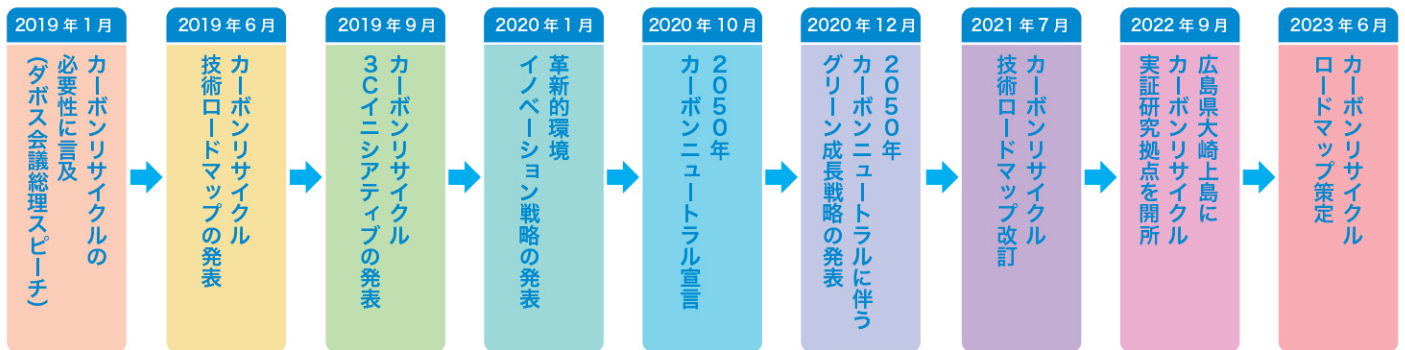 2019年1月
カーボンリサイクルの
必要性に言及
(ダボス会議総理スピーチ)
2019年6月
カーボンリサイクル
技術ロードマップの発表
2019年9月
カーボンリサイクル
3Cイニシアティブの発表
2020年1月
革新的環境
イノベーション戦略の発表
2020年10月
2050年
カーボンニュートラル宣言
2020年12月
2050年
カーボンニュートラルに伴う
グリーン成長戦略の発表
2021年7月
カーボンリサイクル
技術ロードマップ改訂
2022年9月
広島県大崎上島に
カーボンリサイクル
実証研究拠点を開所
2023年6月
カーボンリサイクル
ロードマップ策定